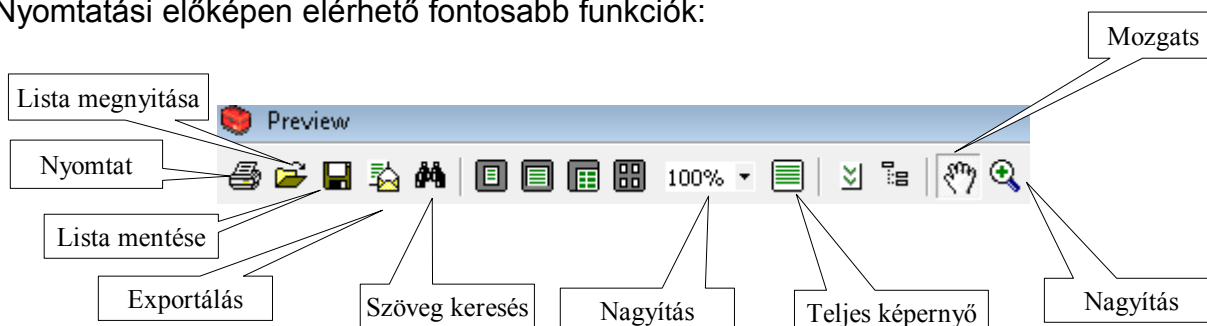 Nyomtatási előképen elérhető fontosabb funkciók:
Mozgats
Lista megnyitása
Preview
Nyomtat
100%
Lista mentése
Exportálás
Szöveg keresés
Nagyítás
Teljes képernyő
Nagyítás